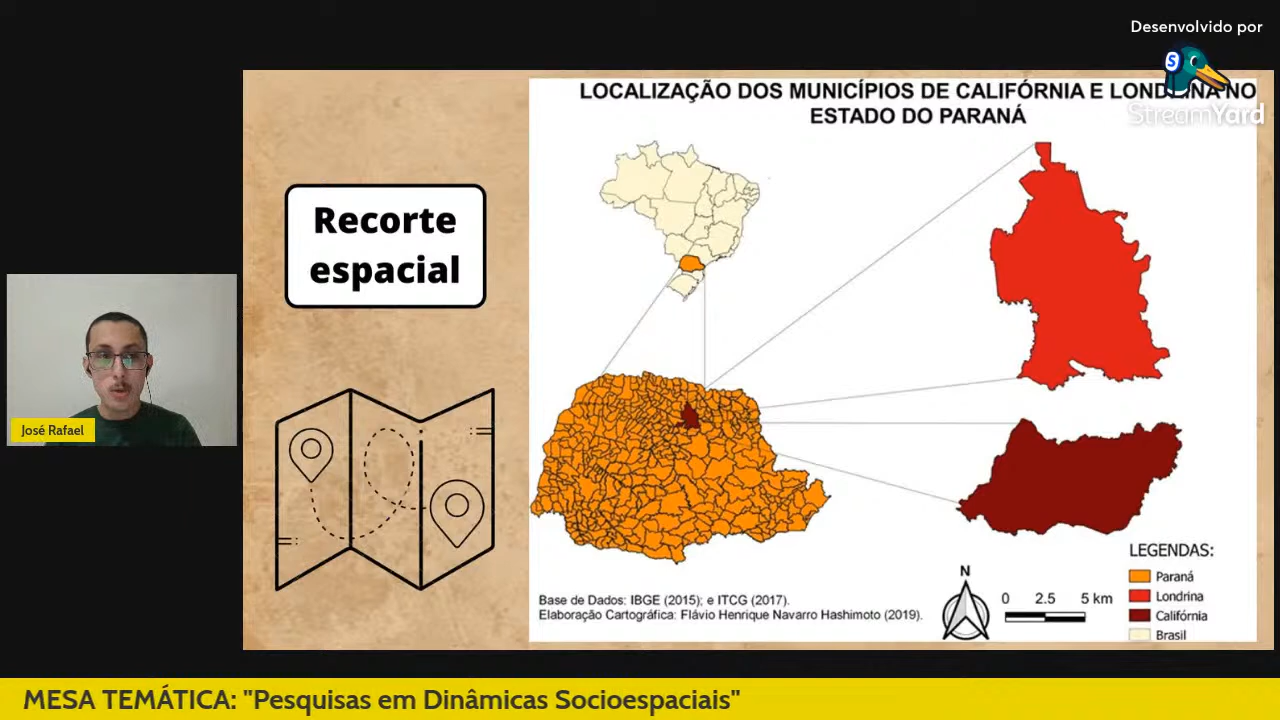 Desenvolvido por
StreamYard
LOCALIZAÇÃO DOS MUNICÍPIOS DE CALIFÓRNIA E LONDRINA NO
ESTADO DO PARANÁ
Recorte
espacial
José Rafael
LEGENDAS:
Paraná
Londrina
Califórnia
Brasil
N
0 2.5 5 km
Base de Dados: IBGE (2015); e ITCG (2017).
Elaboração Cartográfica: Flávio Henrique Navarro Hashimoto (2019).
MESA TEMÁTICA: "Pesquisas em Dinâmicas Socioespaciais"